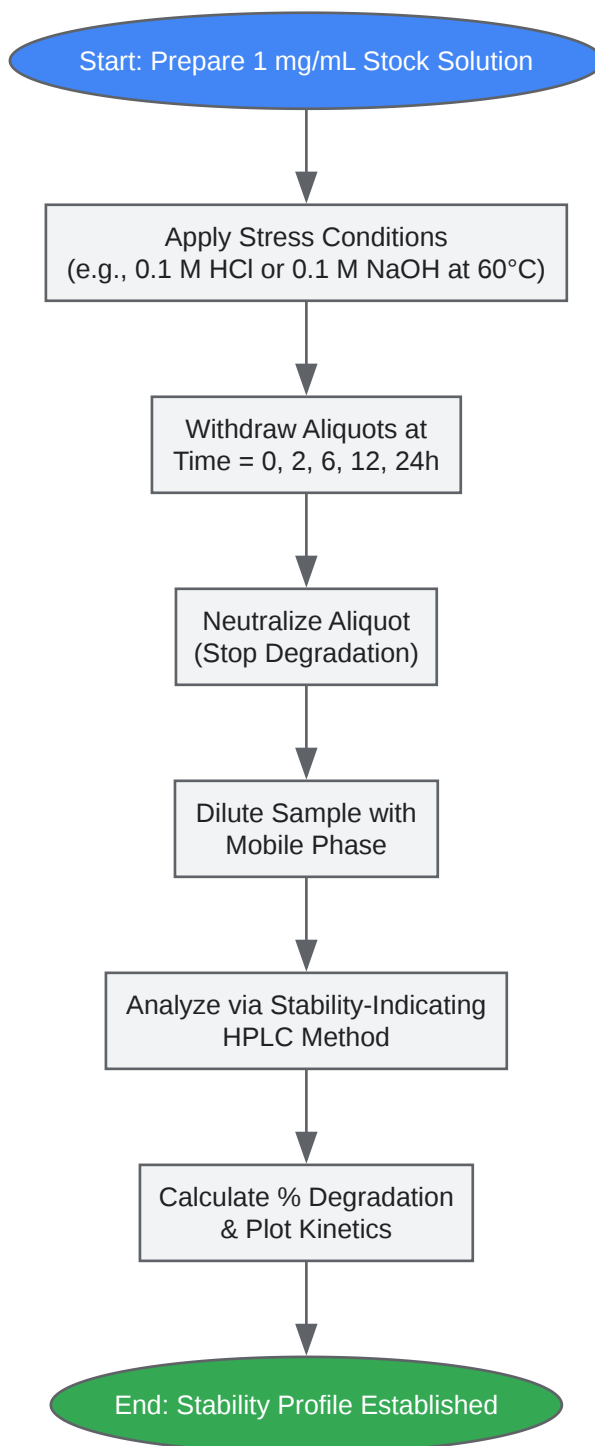 Start: Prepare 1 mg/mL Stock Solution
Apply Stress Conditions
(e.g., 0.1 M HCl or 0.1 M NaOH at 60°C)
Withdraw Aliquots at
Time = 0, 2, 6, 12, 24h
Neutralize Aliquot
(Stop Degradation)
Dilute Sample with
Mobile Phase
Analyze via Stability-Indicating
HPLC Method
Calculate % Degradation
& Plot Kinetics
End: Stability Profile Established